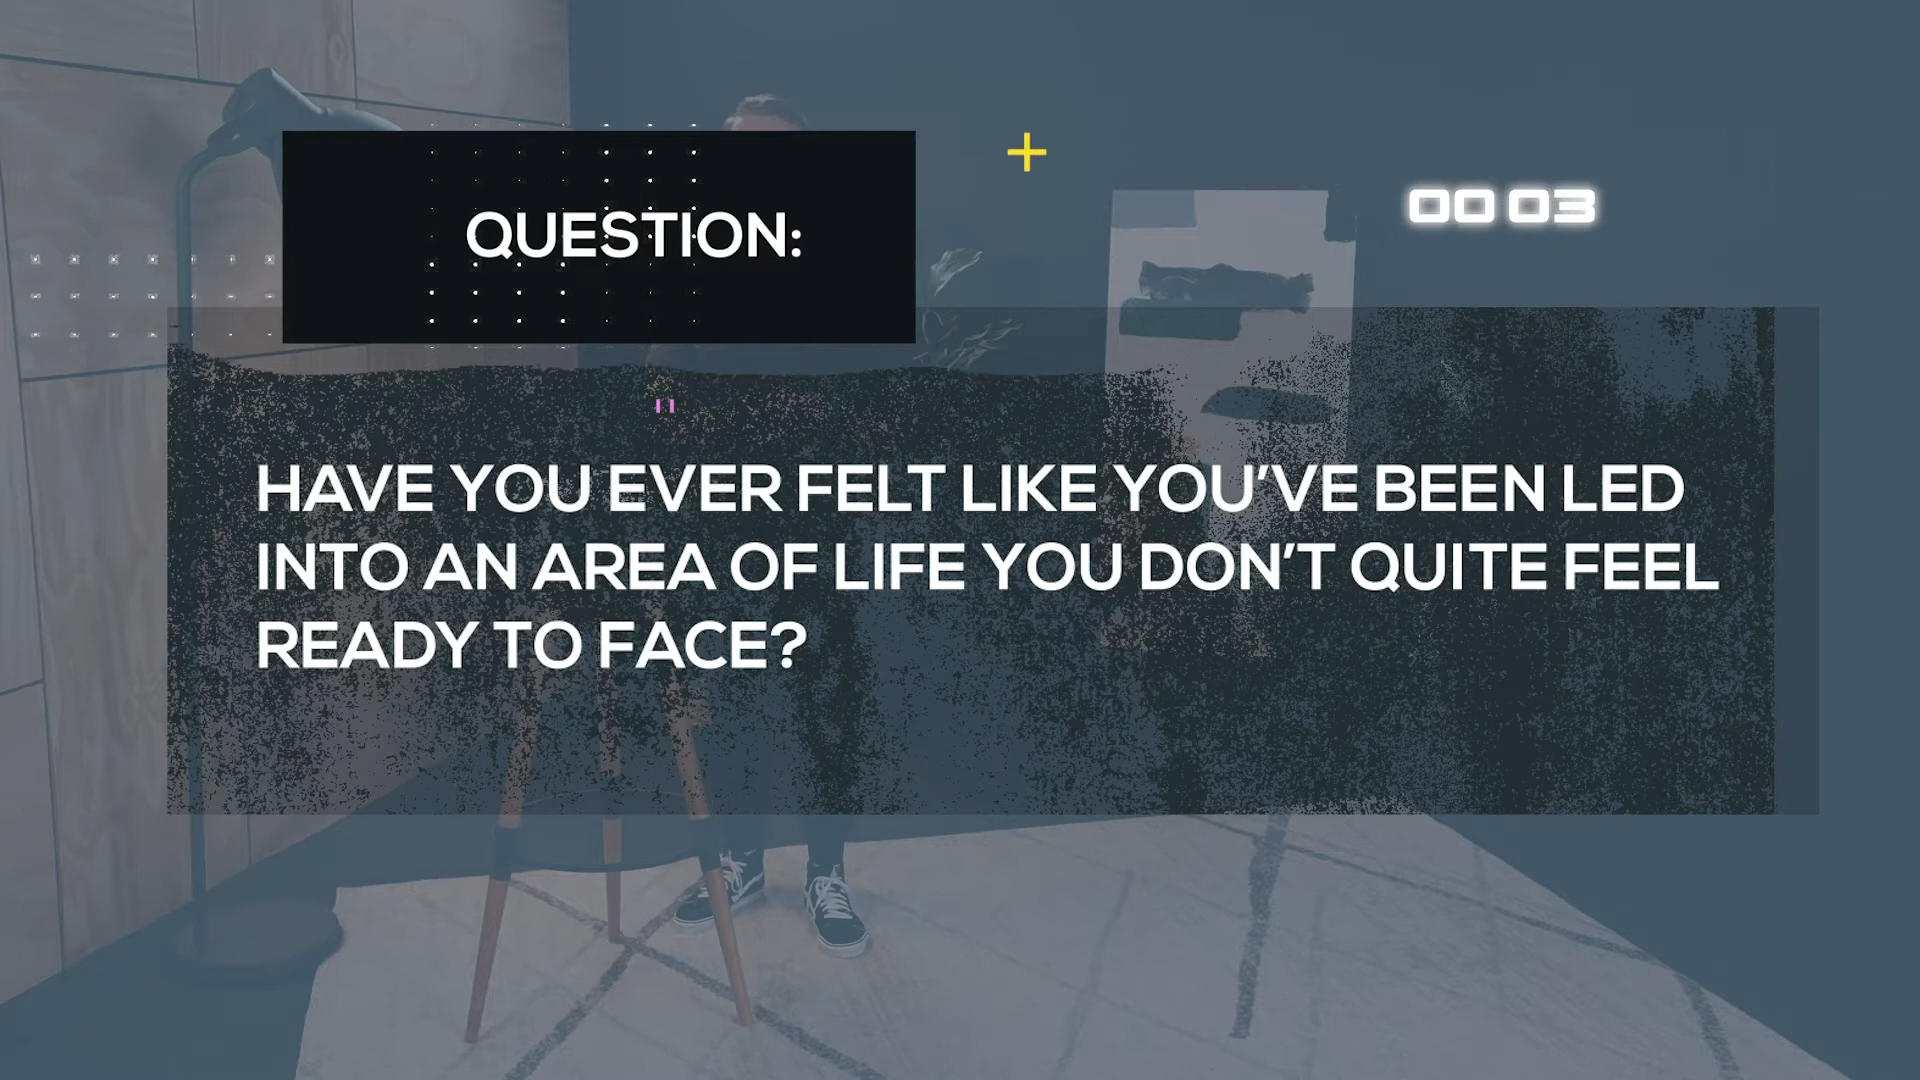 QUESTION:
00 03
HAVE YOU EVER FELT LIKE YOU'VE BEEN LED
INTO AN AREA OF LIFE YOU DON'T QUITE FEEL
READY TO FACE?